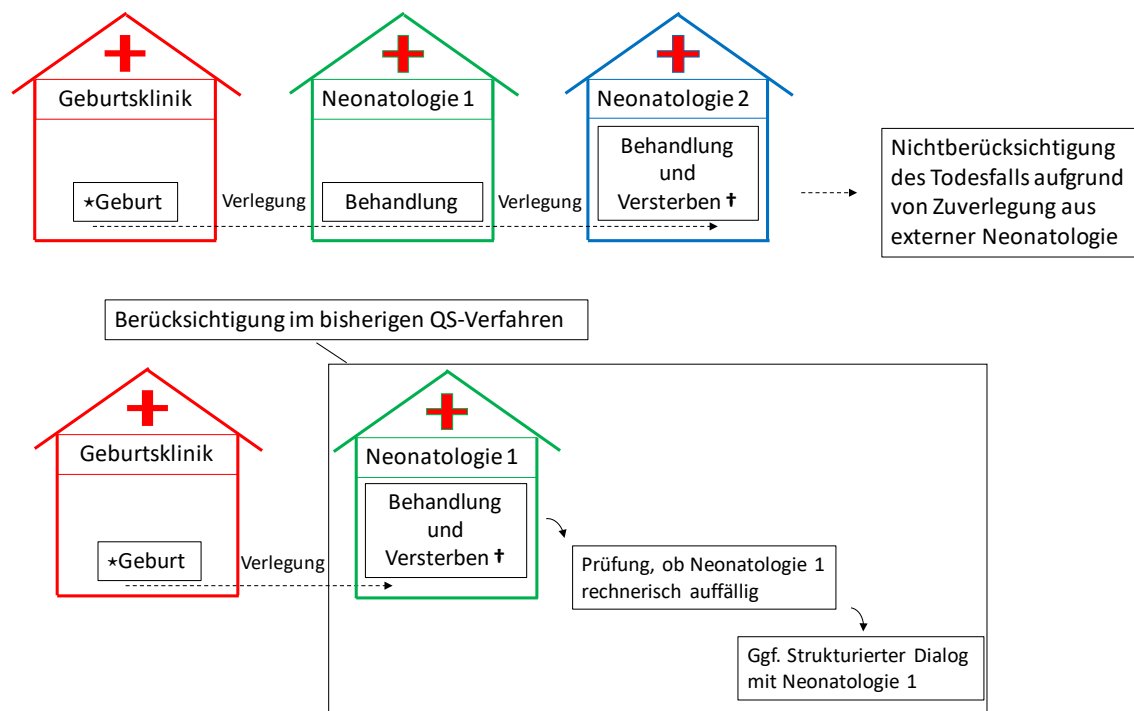 Geburtsklinik
Neonatologie 1
Neonatologie 2
⋆Geburt
Verlegung
Behandlung
Verlegung
Behandlung
und
Versterben ✝
Nichtberücksichtigung
des Todesfalls aufgrund
von Zuverlegung aus
externer Neonatologie
Berücksichtigung im bisherigen QS-Verfahren
Geburtsklinik
Neonatologie 1
⋆Geburt
Verlegung
Behandlung
und
Versterben ✝
Prüfung, ob Neonatologie 1
rechnerisch auffällig
Ggf. Strukturierter Dialog
mit Neonatologie 1